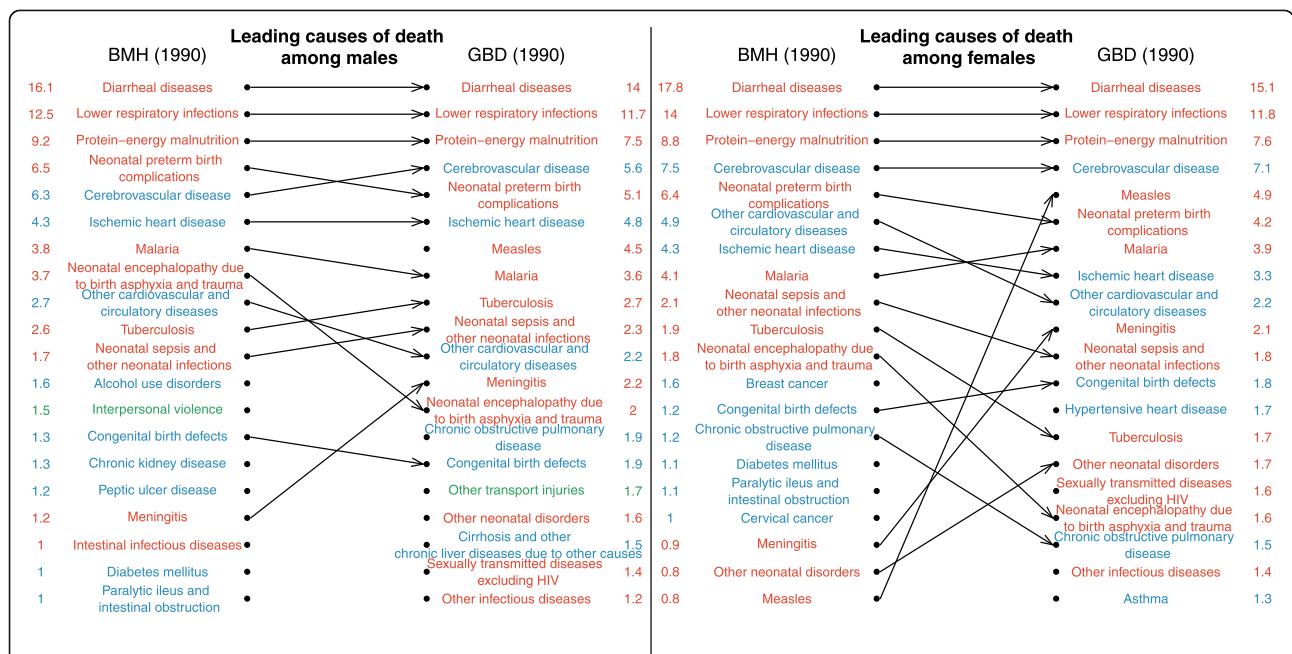 Leading causes of death
among males
BMH (1990)
GBD (1990)
16.1 Diarrheal diseases Diarrheal diseases 14
12.5 Lower respiratory infections Lower respiratory infections 11.7
9.2 Protein−energy malnutrition Protein−energy malnutrition 7.5
6.5 Neonatal preterm birth
complications
Cerebrovascular disease 5.6
6.3 Cerebrovascular disease
Neonatal preterm birth
complications 5.1
4.3 Ischemic heart disease Ischemic heart disease 4.8
3.8 Malaria Measles 4.5
3.7 Neonatal encephalopathy due
to birth asphyxia and trauma
Malaria 3.6
2.7 Other cardiovascular and
circulatory diseases
Tuberculosis 2.7
2.6 Tuberculosis
Neonatal sepsis and
other neonatal infections 2.3
1.7 Neonatal sepsis and
other neonatal infections
Other cardiovascular and
circulatory diseases 2.2
1.6 Alcohol use disorders Meningitis 2.2
1.5 Interpersonal violence
Neonatal encephalopathy due
to birth asphyxia and trauma 2
1.3 Congenital birth defects
Chronic obstructive pulmonary
disease 1.9
1.3 Chronic kidney disease Congenital birth defects 1.9
1.2 Peptic ulcer disease Other transport injuries 1.7
1.2 Meningitis Other neonatal disorders 1.6
1 Intestinal infectious diseases
Cirrhosis and other
chronic liver diseases due to other causes 1.5
1 Diabetes mellitus
Sexually transmitted diseases
excluding HIV 1.4
1 Paralytic ileus and
intestinal obstruction
Other infectious diseases 1.2
Leading causes of death
among females
BMH (1990)
GBD (1990)
17.8 Diarrheal diseases Diarrheal diseases 15.1
14 Lower respiratory infections Lower respiratory infections 11.8
8.8 Protein−energy malnutrition Protein−energy malnutrition 7.6
7.5 Cerebrovascular disease Cerebrovascular disease 7.1
6.4 Neonatal preterm birth
complications
Measles 4.9
4.9 Other cardiovascular and
circulatory diseases
Neonatal preterm birth
complications 4.2
4.3 Ischemic heart disease Malaria 3.9
4.1 Malaria Ischemic heart disease 3.3
2.1 Neonatal sepsis and
other neonatal infections
Other cardiovascular and
circulatory diseases 2.2
1.9 Tuberculosis Meningitis 2.1
1.8 Neonatal encephalopathy due
to birth asphyxia and trauma
Neonatal sepsis and
other neonatal infections 1.8
1.6 Breast cancer Congenital birth defects 1.8
1.2 Congenital birth defects Hypertensive heart disease 1.7
1.2 Chronic obstructive pulmonary
disease
Tuberculosis 1.7
1.1 Diabetes mellitus Other neonatal disorders 1.7
1.1 Paralytic ileus and
intestinal obstruction
Sexually transmitted diseases
excluding HIV 1.6
1 Cervical cancer
Neonatal encephalopathy due
to birth asphyxia and trauma 1.6
0.9 Meningitis
Chronic obstructive pulmonary
disease 1.5
0.8 Other neonatal disorders Other infectious diseases 1.4
0.8 Measles Asthma 1.3